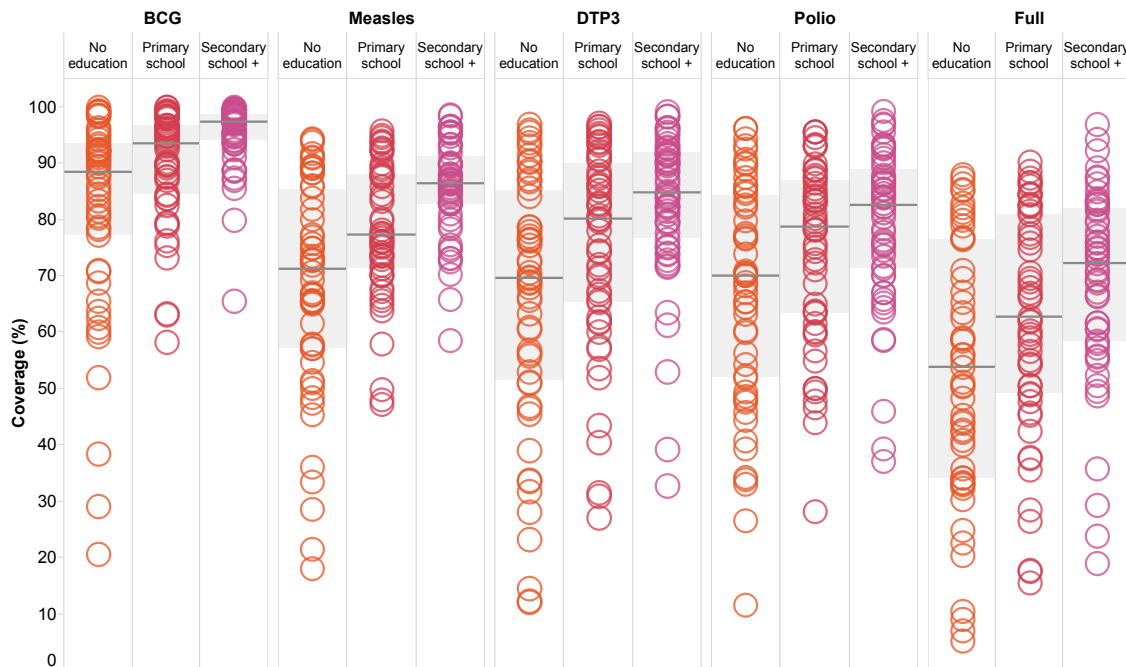 BCG
Measles
DTP3
Polio
Full
No
education
Primary
school
Secondary
school +
No
education
Primary
school
Secondary
school +
No
education
Primary
school
Secondary
school +
No
education
Primary
school
Secondary
school +
No
education
Primary
school
Secondary
school +
Coverage (%)
100
90
80
70
60
50
40
30
20
10
0